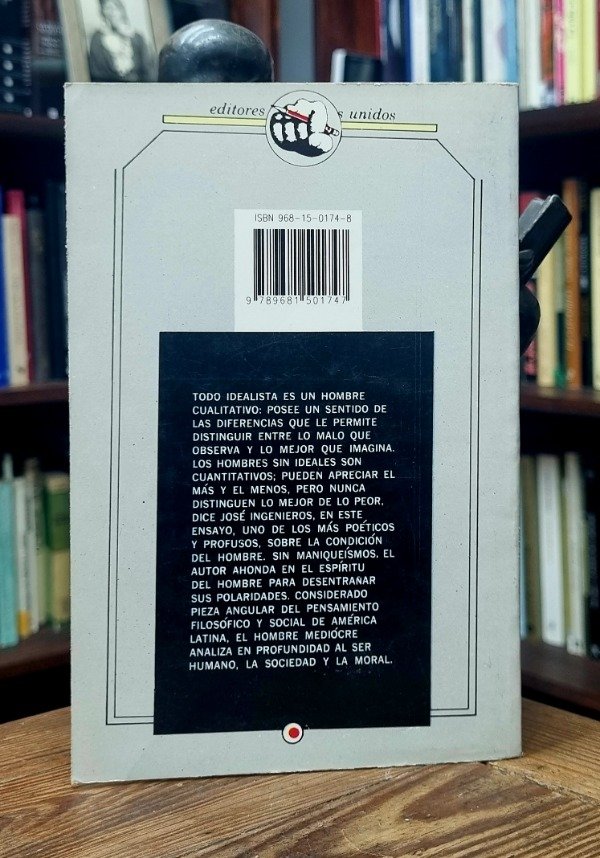 editores s unidos
ISBN 968-15-0174-8
9 789681 501747
TODO IDEALISTA ES UN HOMBRE
CUALITATIVO: POSEE UN SENTIDO DE
LAS DIFERENCIAS QUE LE PERMITE
DISTINGUIR ENTRE LO MALO QUE
OBSERVA Y LO MEJOR QUE IMAGINA.
LOS HOMBRES SIN IDEALES SON
CUANTITATIVOS; PUEDEN APRECIAR EL
MÁS Y EL MENOS, PERO NUNCA
DISTINGUEN LO MEJOR DE LO PEOR,
DICE JOSÉ INGENIEROS, EN ESTE
ENSAYO, UNO DE LOS MÁS POÉTICOS
Y PROFUSOS, SOBRE LA CONDICIÓN
DEL HOMBRE. SIN MANIQUEÍSMOS, EL
AUTOR AHONDA EN EL ESPÍRITU
DEL HOMBRE PARA DESENTRAÑAR
SUS POLARIDADES. CONSIDERADO
PIEZA ANGULAR DEL PENSAMIENTO
FILOSÓFICO Y SOCIAL DE AMÉRICA
LATINA, EL HOMBRE MEDIÓCRE
ANALIZA EN PROFUNDIDAD AL SER
HUMANO, LA SOCIEDAD Y LA MORAL.